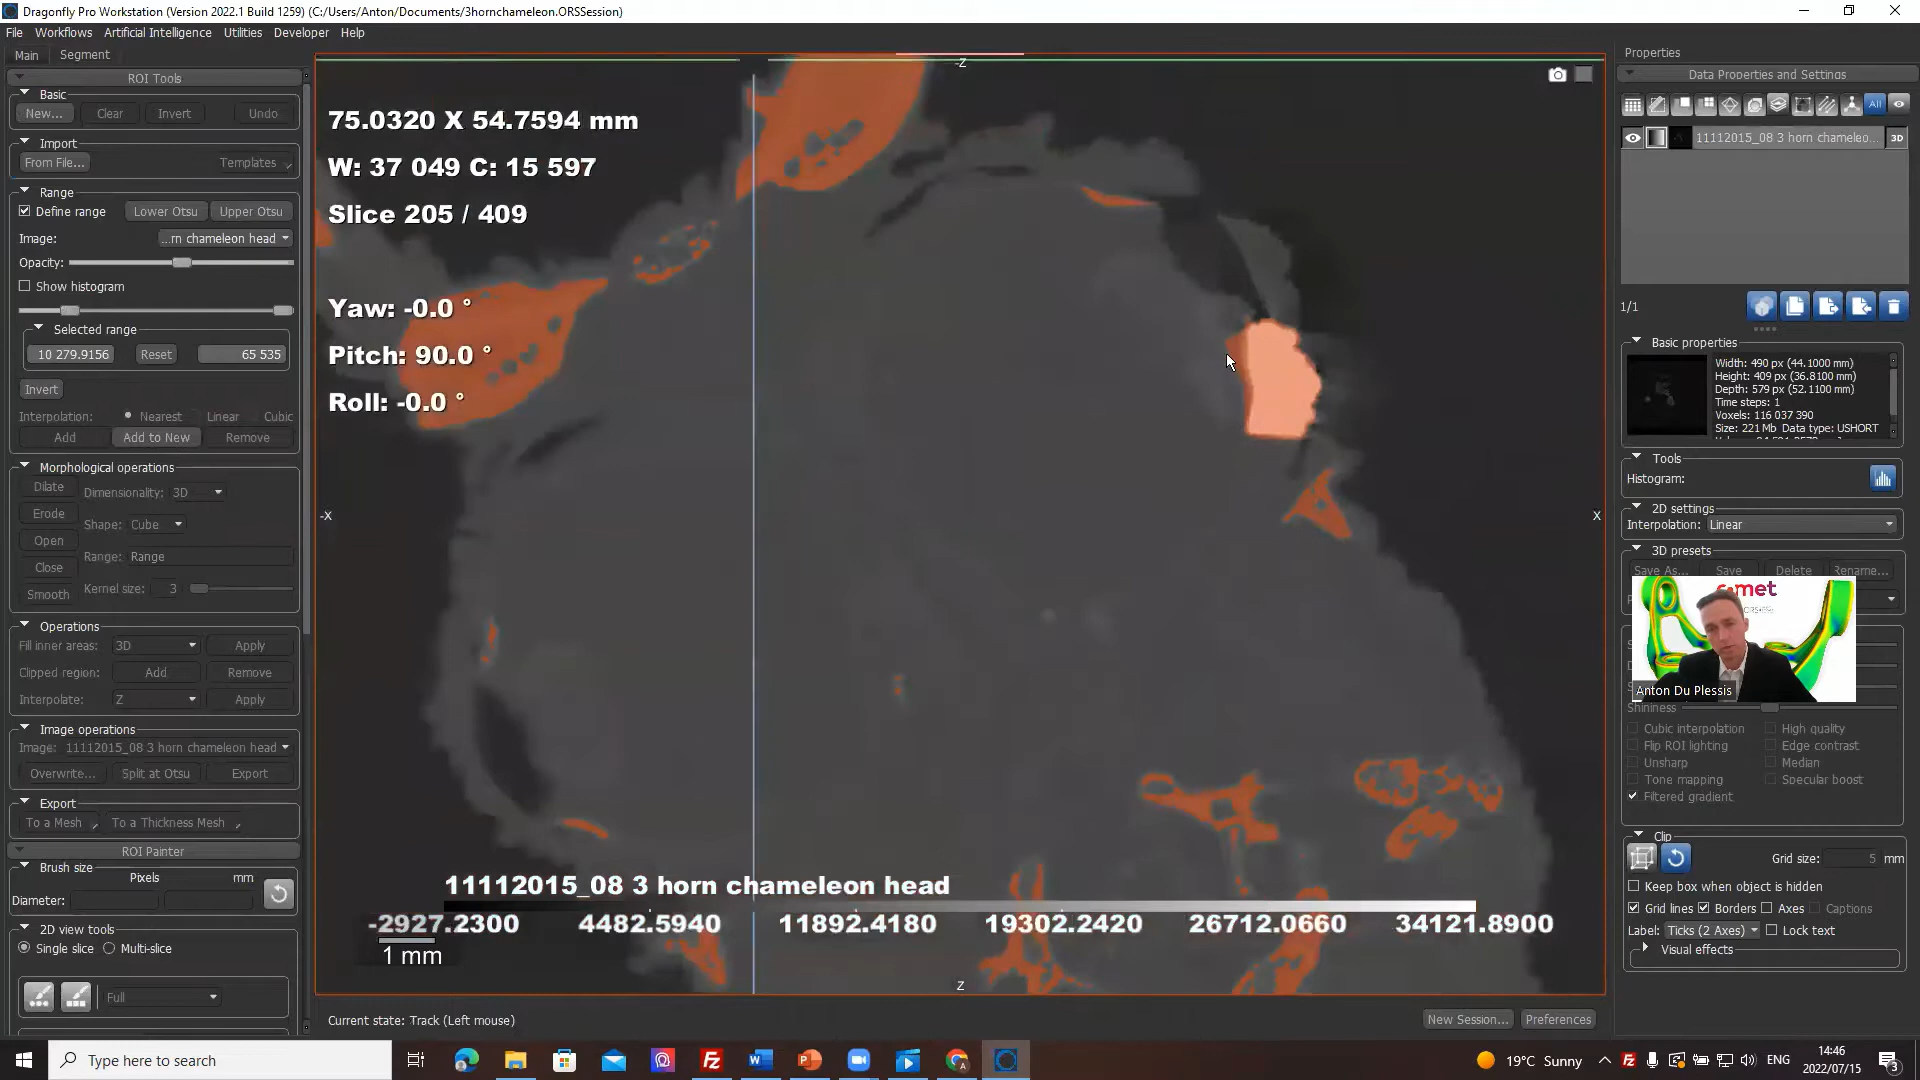 Dragonfly Pro Workstation (Version 2022.1 Build 1259) (C:/Users/Anton/Documents/3hornchameleon.ORSSession)
File Workflows Artificial Intelligence Utilities Developer Help
Main Segment
ROI Tools
Basic
New... Clear Invert Undo
Import
From File... Templates
Range
Define range Lower Otsu Upper Otsu
Image: ...rn chameleon head
Opacity:
Show histogram
Selected range
10 279.9156 Reset 65 535
Invert
Interpolation: Nearest Linear Cubic
Add Add to New Remove
Morphological operations
Dilate Dimensionality: 3D
Erode
Shape: Cube
Open
Range: Range
Close
Kernel size: 3
Smooth
Operations
Fill inner areas: 3D Apply
Clipped region: Add Remove
Interpolate: Z Apply
Image operations
Image: 11112015_08 3 horn chameleon head
Overwrite... Split at Otsu Export
Export
To a Mesh To a Thickness Mesh
ROI Painter
Brush size
Pixels mm
Diameter:
2D view tools
Single slice Multi-slice
Full
-Z
75.0320 X 54.7594 mm
W: 37 049 C: 15 597
Slice 205 / 409
Yaw: -0.0 °
Pitch: 90.0 °
Roll: -0.0 °
-X
X
11112015_08 3 horn chameleon head
-2927.2300 4482.5940 11892.4180 19302.2420 26712.0660 34121.8900
1 mm
Z
Current state: Track (Left mouse)
New Session... Preferences
Properties
Data Properties and Settings
All
11112015_08 3 horn chameleo... 3D
1/1
Basic properties
Width: 490 px (44.1000 mm)
Height: 409 px (36.8100 mm)
Depth: 579 px (52.1100 mm)
Time steps: 1
Voxels: 116 037 390
Size: 221 Mb Data type: USHORT
Tools
Histogram:
2D settings
Interpolation: Linear
3D presets
Save As... Save Delete Rename...
Anton Du Plessis
Shininess
Cubic interpolation High quality
Flip ROI lighting Edge contrast
Unsharp Median
Tone mapping Specular boost
Filtered gradient
Clip
Grid size: 5 mm
Keep box when object is hidden
Grid lines Borders Axes Captions
Label: Ticks (2 Axes) Lock text
Visual effects
Type here to search
19°C Sunny
ENG
14:46
2022/07/15
3